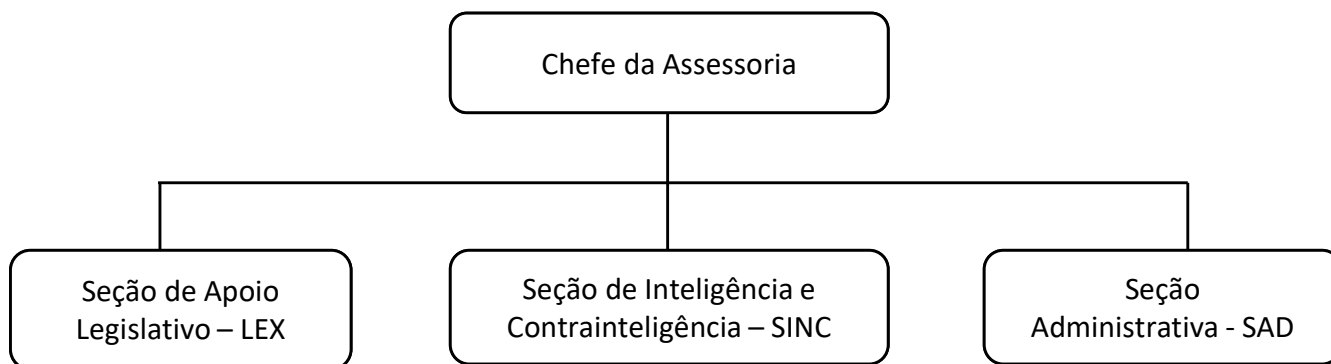 Chefe da Assessoria
Seção de Apoio
Legislativo – LEX
Seção de Inteligência e
Contrainteligência – SINC
Seção
Administrativa - SAD